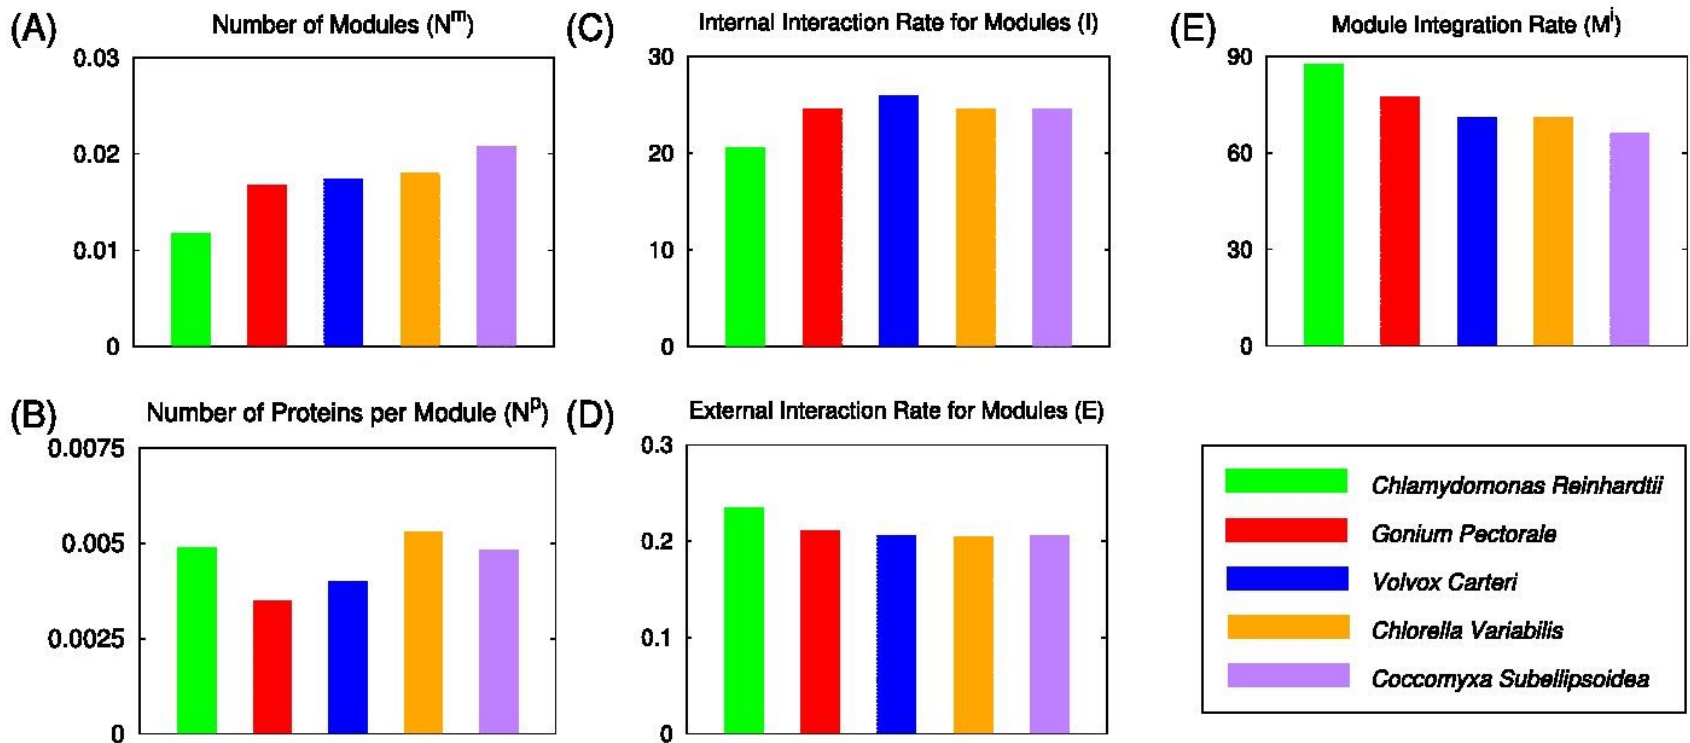 (A)
Number of Modules (Nᵐ)
0.03
0.02
0.01
0
(C)
Internal Interaction Rate for Modules (I)
30
20
10
0
(E)
Module Integration Rate (Mⁱ)
90
60
30
0
(B)
Number of Proteins per Module (Nᵖ)
0.0075
0.005
0.0025
0
(D)
External Interaction Rate for Modules (E)
0.3
0.2
0.1
0
Chlamydomonas Reinhardtii
Gonium Pectorale
Volvox Carteri
Chlorella Variabilis
Coccomyxa Subellipsoidea